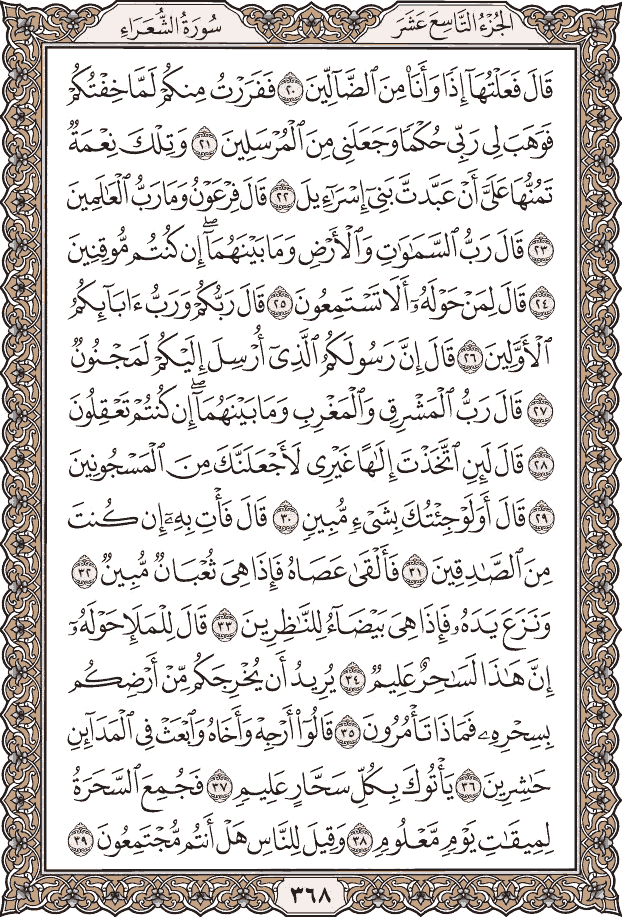 الجُزْءُ التَّاسِعَ عَشَرَ
سُورَةُ الشُّعَرَاءِ
قَالَ فَعَلْتُهَآ إِذًا وَأَنَا۠ مِنَ ٱلضَّآلِّينَ ٢٠ فَفَرَرْتُ مِنكُمْ لَمَّا خِفْتُكُمْ
فَوَهَبَ لِى رَبِّى حُكْمًا وَجَعَلَنِى مِنَ ٱلْمُرْسَلِينَ ٢١ وَتِلْكَ نِعْمَةٌ
تَمُنُّهَا عَلَىَّ أَنْ عَبَّدتَّ بَنِىٓ إِسْرَٰٓءِيلَ ٢٢ قَالَ فِرْعَوْنُ وَمَا رَبُّ ٱلْعَٰلَمِينَ
٢٣ قَالَ رَبُّ ٱلسَّمَٰوَٰتِ وَٱلْأَرْضِ وَمَا بَيْنَهُمَآ ۖ إِن كُنتُم مُّوقِنِينَ
٢٤ قَالَ لِمَنْ حَوْلَهُۥٓ أَلَا تَسْتَمِعُونَ ٢٥ قَالَ رَبُّكُمْ وَرَبُّ ءَابَآئِكُمُ
ٱلْأَوَّلِينَ ٢٦ قَالَ إِنَّ رَسُولَكُمُ ٱلَّذِىٓ أُرْسِلَ إِلَيْكُمْ لَمَجْنُونٌ
٢٧ قَالَ رَبُّ ٱلْمَشْرِقِ وَٱلْمَغْرِبِ وَمَا بَيْنَهُمَآ ۖ إِن كُنتُمْ تَعْقِلُونَ
٢٨ قَالَ لَئِنِ ٱتَّخَذْتَ إِلَٰهًا غَيْرِى لَأَجْعَلَنَّكَ مِنَ ٱلْمَسْجُونِينَ
٢٩ قَالَ أَوَلَوْ جِئْتُكَ بِشَىْءٍ مُّبِينٍ ٣٠ قَالَ فَأْتِ بِهِۦٓ إِن كُنتَ
مِنَ ٱلصَّٰدِقِينَ ٣١ فَأَلْقَىٰ عَصَاهُ فَإِذَا هِىَ ثُعْبَانٌ مُّبِينٌ ٣٢
وَنَزَعَ يَدَهُۥ فَإِذَا هِىَ بَيْضَآءُ لِلنَّٰظِرِينَ ٣٣ قَالَ لِلْمَلَإِ حَوْلَهُۥٓ
إِنَّ هَٰذَا لَسَٰحِرٌ عَلِيمٌ ٣٤ يُرِيدُ أَن يُخْرِجَكُم مِّنْ أَرْضِكُم
بِسِحْرِهِۦ فَمَاذَا تَأْمُرُونَ ٣٥ قَالُوٓا۟ أَرْجِهْ وَأَخَاهُ وَٱبْعَثْ فِى ٱلْمَدَآئِنِ
حَٰشِرِينَ ٣٦ يَأْتُوكَ بِكُلِّ سَحَّارٍ عَلِيمٍ ٣٧ فَجُمِعَ ٱلسَّحَرَةُ
لِمِيقَٰتِ يَوْمٍ مَّعْلُومٍ ٣٨ وَقِيلَ لِلنَّاسِ هَلْ أَنتُم مُّجْتَمِعُونَ ٣٩
٣٦٨